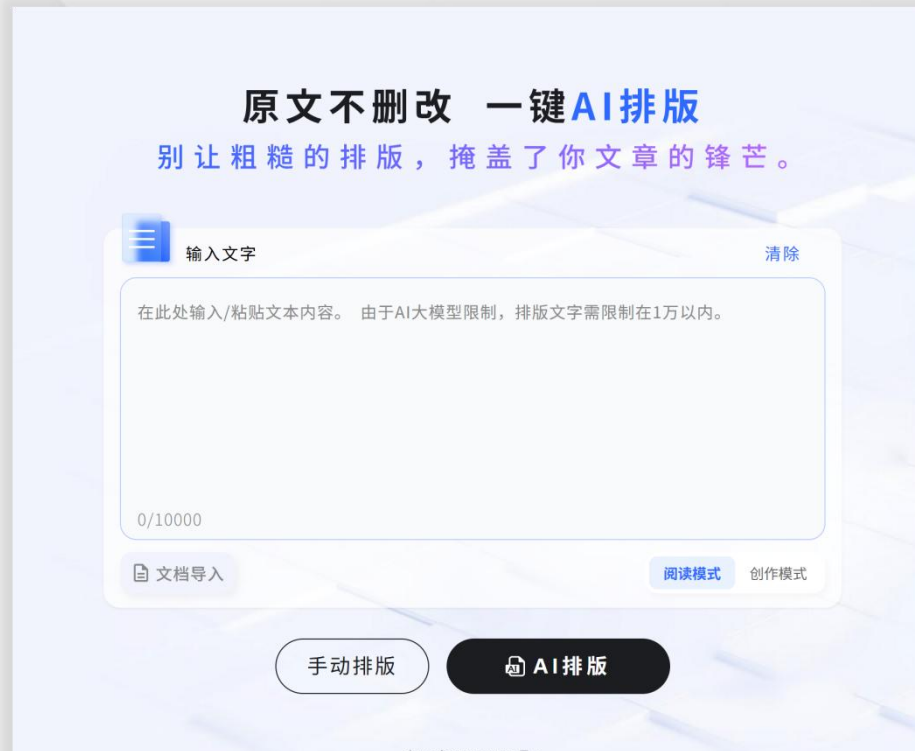 原文不删改 一键AI排版
别让粗糙的排版，掩盖了你文章的锋芒。
输入文字
清除
在此处输入/粘贴文本内容。 由于AI大模型限制，排版文字需限制在1万以内。
0/10000
文档导入
阅读模式
创作模式
手动排版
AI排版